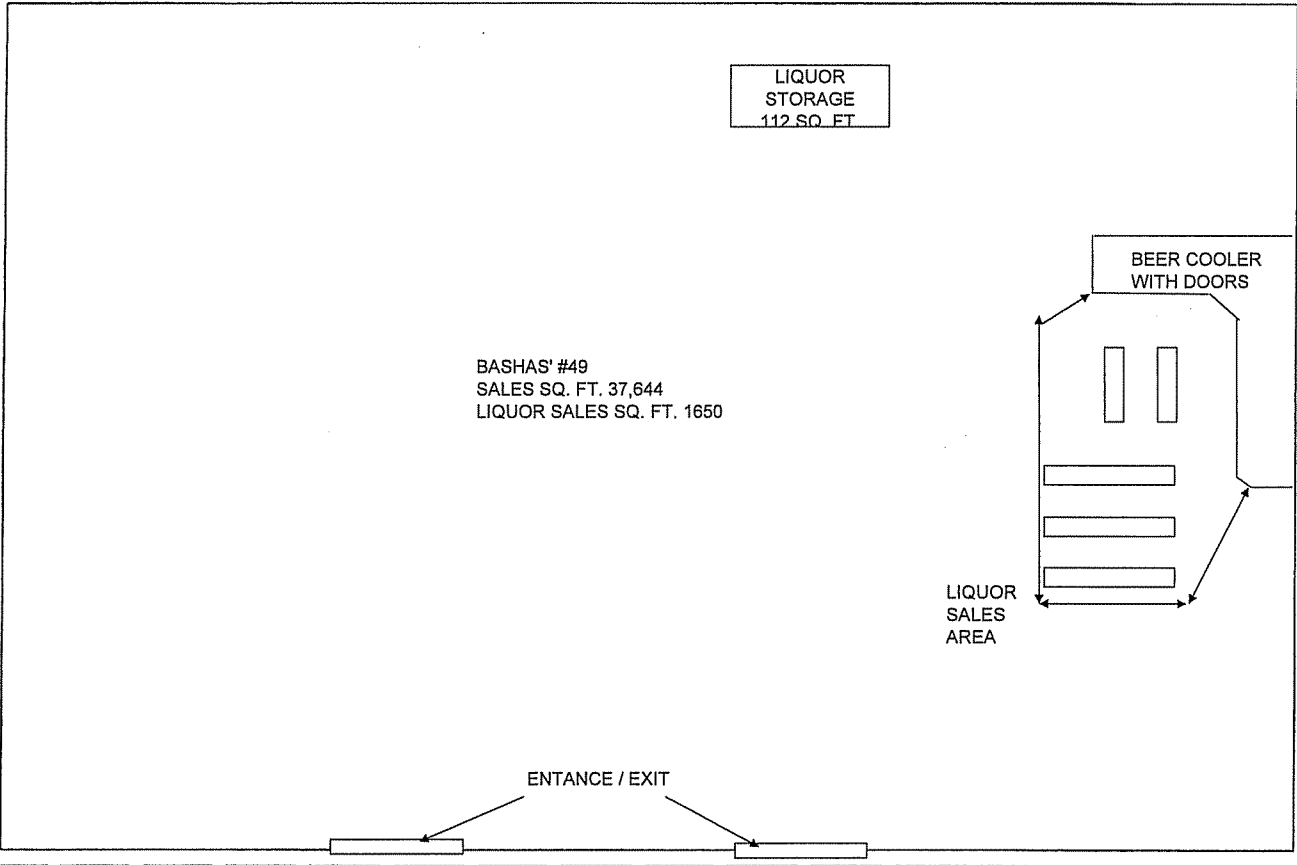 LIQUOR
STORAGE
112 SQ. FT.
BEER COOLER
WITH DOORS
BASHAS' #49
SALES SQ. FT. 37,644
LIQUOR SALES SQ. FT. 1650
LIQUOR
SALES
AREA
ENTANCE / EXIT